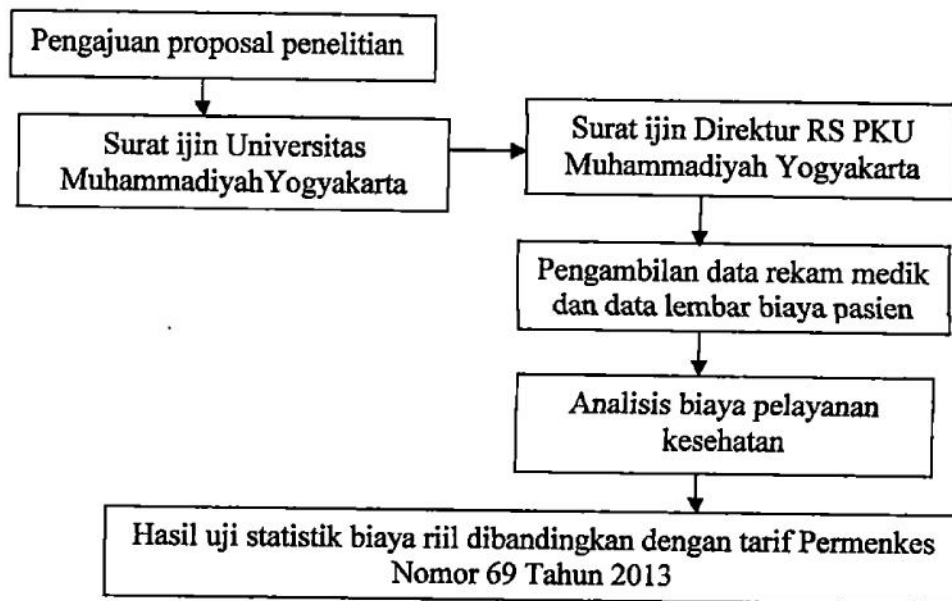 Pengajuan proposal penelitian
Surat ijin Universitas
MuhammadiyahYogyakarta
Surat ijin Direktur RS PKU
Muhammadiyah Yogyakarta
Pengambilan data rekam medik
dan data lembar biaya pasien
Analisis biaya pelayanan
kesehatan
Hasil uji statistik biaya riil dibandingkan dengan tarif Permenkes
Nomor 69 Tahun 2013